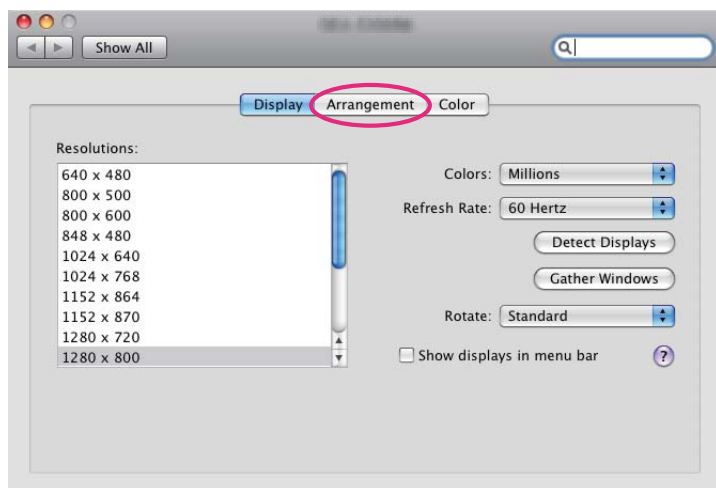 Show All
Display Arrangement Color
Resolutions:
640 x 480
800 x 500
800 x 600
848 x 480
1024 x 640
1024 x 768
1152 x 864
1152 x 870
1280 x 720
1280 x 800
Colors: Millions
Refresh Rate: 60 Hertz
Detect Displays
Gather Windows
Rotate: Standard
Show displays in menu bar ?